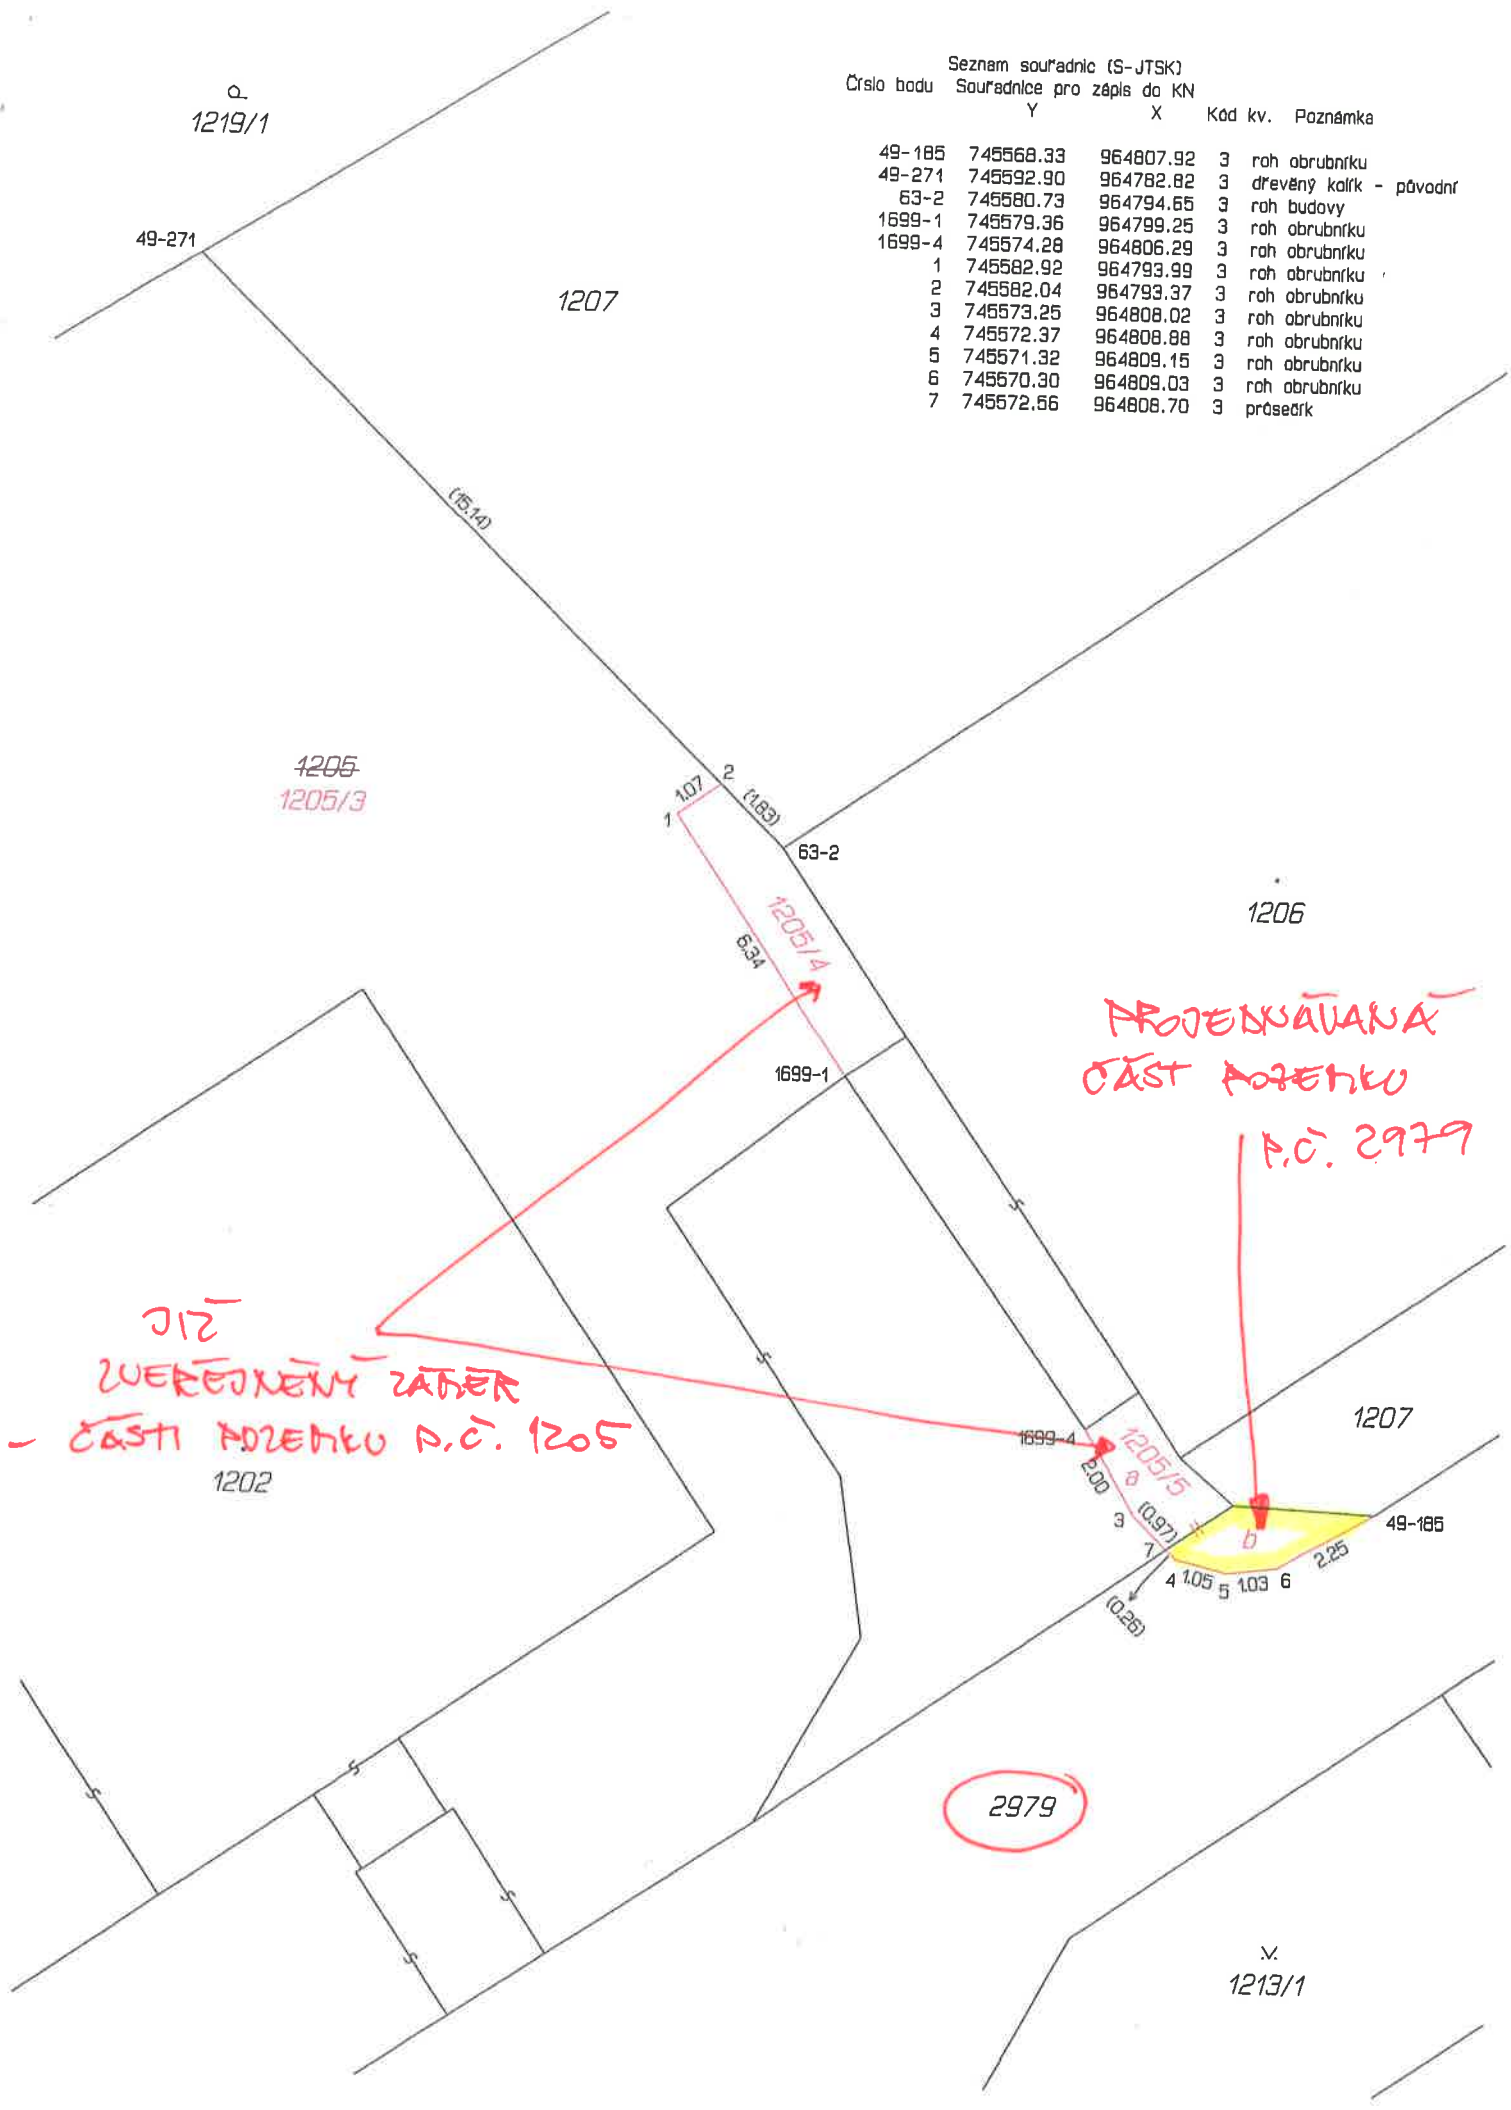 Seznam souřadnic (S-JTSK)
Číslo bodu Souřadnice pro zápis do KN
Y X Kód kv. Poznámka
49-185 745568.33 964807.92 3 roh obrubníku
49-271 745592.90 964782.82 3 dřevěný kolík - původní
63-2 745580.73 964794.65 3 roh budovy
1699-1 745579.36 964799.25 3 roh obrubníku
1699-4 745574.28 964806.29 3 roh obrubníku
1 745582.92 964793.99 3 roh obrubníku
2 745582.04 964793.37 3 roh obrubníku
3 745573.25 964808.02 3 roh obrubníku
4 745572.37 964808.88 3 roh obrubníku
5 745571.32 964809.15 3 roh obrubníku
6 745570.30 964809.03 3 roh obrubníku
7 745572.56 964808.70 3 průsečík
1219/1
49-271
1207
(15.14)
1205
1205/3
1.07
2
(1.83)
1
63-2
1205/4
6.34
1206
PROJEDNÁVANÁ
ČÁST POZEMKU
P.Č. 2979
1699-1
JIŽ
ZVEŘEJNĚNÝ ZÁMĚR
- ČÁSTI POZEMKU P.Č. 1205
1202
1207
1699-4
1205/5
2.00
a
(0.97)
3
7
b
49-185
2.25
4
1.05
5
1.03
6
(0.26)
2979
1213/1